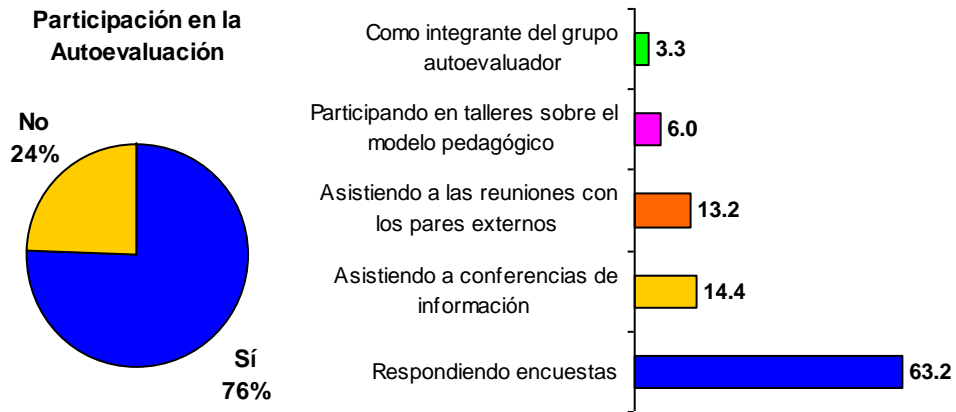 Participación en la
Autoevaluación
No
24%
Sí
76%
Como integrante del grupo
autoevaluador
3.3
Participando en talleres sobre el
modelo pedagógico
6.0
Asistiendo a las reuniones con
los pares externos
13.2
Asistiendo a conferencias de
información
14.4
Respondiendo encuestas
63.2